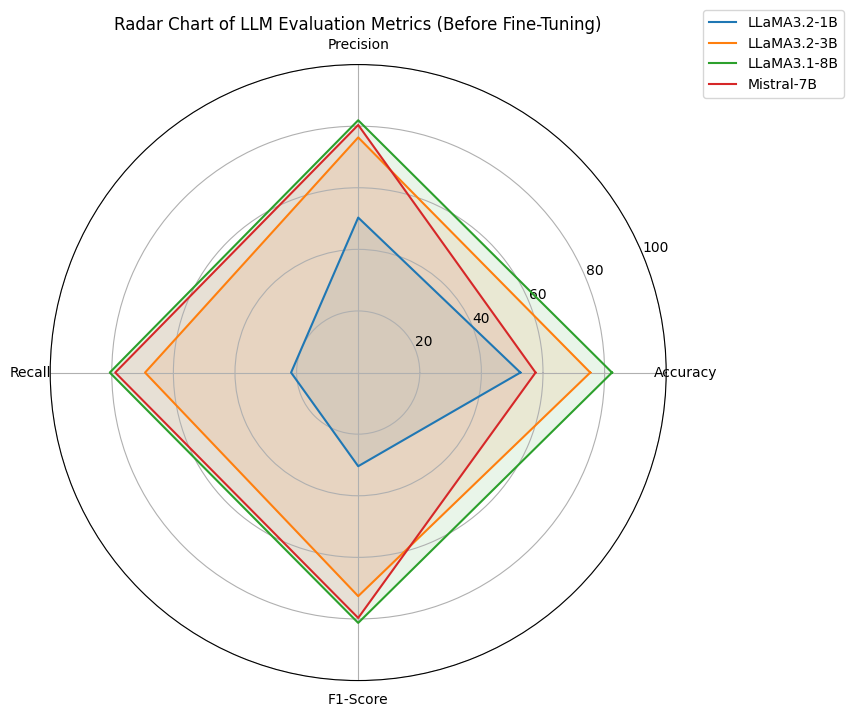 Radar Chart of LLM Evaluation Metrics (Before Fine-Tuning)
LLaMA3.2-1B
LLaMA3.2-3B
LLaMA3.1-8B
Mistral-7B
Precision
100
80
60
40
20
Recall
Accuracy
F1-Score